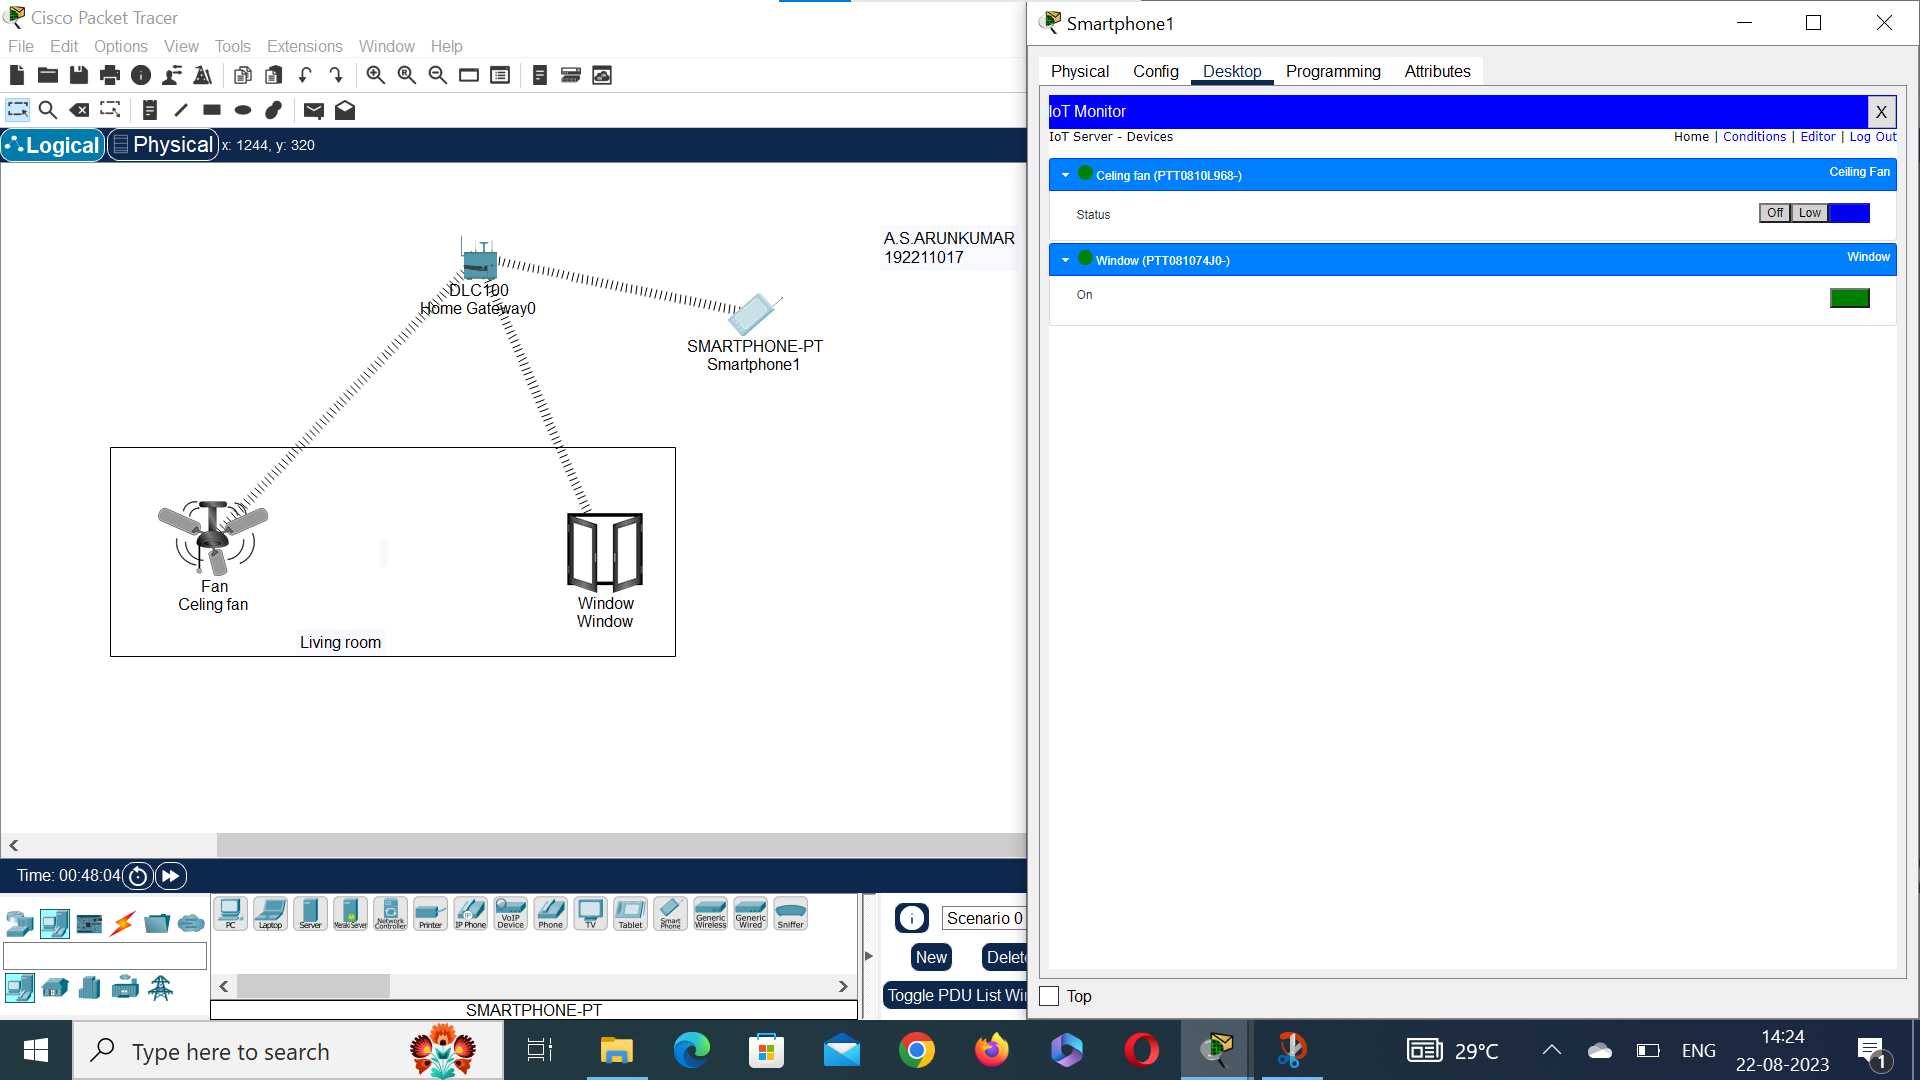 Cisco Packet Tracer
File Edit Options View Tools Extensions Window Help
Logical Physical x: 1244, y: 320
A.S.ARUNKUMAR
192211017
DLC100
Home Gateway0
SMARTPHONE-PT
Smartphone1
Fan
Celing fan
Window
Window
Living room
Time: 00:48:04
PC Laptop Server Meraki Server Network Controller Printer IP Phone VoIP Device Phone TV Tablet Smart Phone Generic Wireless Generic Wired Sniffer
SMARTPHONE-PT
Scenario 0
New Delete
Toggle PDU List Wi
Smartphone1
Physical Config Desktop Programming Attributes
IoT Monitor X
IoT Server - Devices Home | Conditions | Editor | Log Out
Celing fan (PTT0810L968-) Ceiling Fan
Status Off Low
Window (PTT081074J0-) Window
On
Top
Type here to search
29°C
ENG
14:24
22-08-2023
1